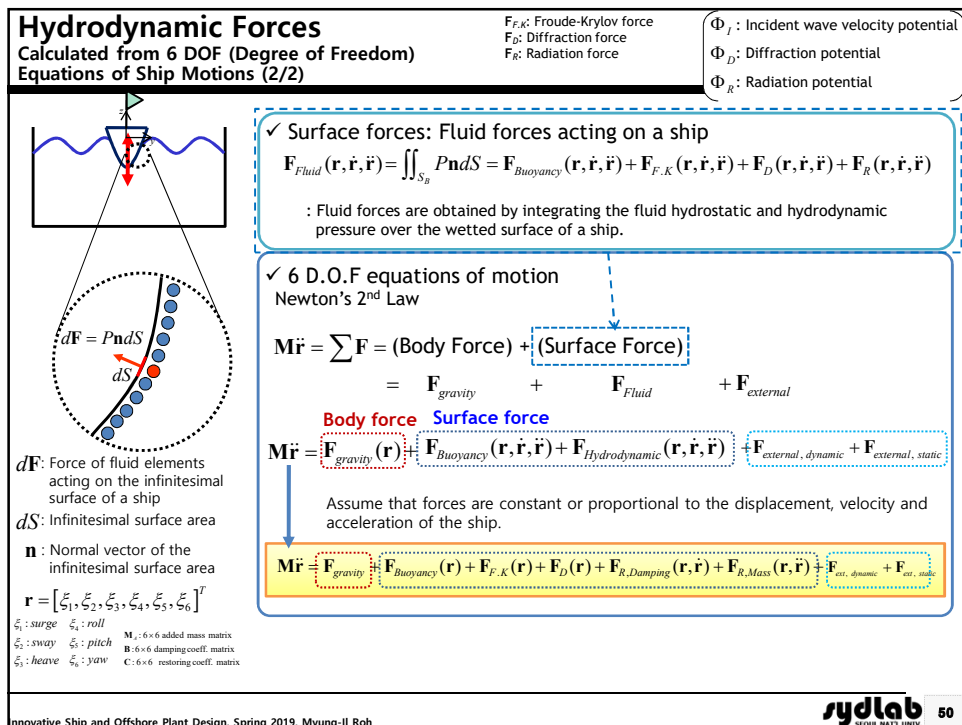 Hydrodynamic Forces
Calculated from 6 DOF (Degree of Freedom)
Equations of Ship Motions (2/2)
F_{F.K}: Froude-Krylov force
F_D: Diffraction force
F_R: Radiation force
Φ_I : Incident wave velocity potential
Φ_D : Diffraction potential
Φ_R : Radiation potential
z
y
dF = PndS
dS
dF: Force of fluid elements
acting on the infinitesimal
surface of a ship
dS: Infinitesimal surface area
n : Normal vector of the
infinitesimal surface area
r = [ξ_1, ξ_2, ξ_3, ξ_4, ξ_5, ξ_6]^T
ξ_1 : surge ξ_4 : roll
ξ_2 : sway ξ_5 : pitch
ξ_3 : heave ξ_6 : yaw
M_A : 6×6 added mass matrix
B : 6×6 damping coeff. matrix
C : 6×6 restoring coeff. matrix
✓ Surface forces: Fluid forces acting on a ship
F_{Fluid}(r, ṙ, r̈) = ∬_{S_B} PndS = F_{Buoyancy}(r, ṙ, r̈) + F_{F.K}(r, ṙ, r̈) + F_D(r, ṙ, r̈) + F_R(r, ṙ, r̈)
: Fluid forces are obtained by integrating the fluid hydrostatic and hydrodynamic
pressure over the wetted surface of a ship.
✓ 6 D.O.F equations of motion
Newton's 2nd Law
Mr̈ = ∑F = (Body Force) + (Surface Force)
= F_{gravity} + F_{Fluid} + F_{external}
Body force Surface force
Mr̈ = F_{gravity}(r) + F_{Buoyancy}(r, ṙ, r̈) + F_{Hydrodynamic}(r, ṙ, r̈) + F_{external, dynamic} + F_{external, static}
Assume that forces are constant or proportional to the displacement, velocity and
acceleration of the ship.
Mr̈ = F_{gravity} + F_{Buoyancy}(r) + F_{F.K}(r) + F_D(r) + F_{R,Damping}(r, ṙ) + F_{R,Mass}(r, r̈) + F_{ext, dynamic} + F_{ext, static}
Innovative Ship and Offshore Plant Design, Spring 2019, Myung-Il Roh
sydlab
SEOUL NAT'L UNIV.
50